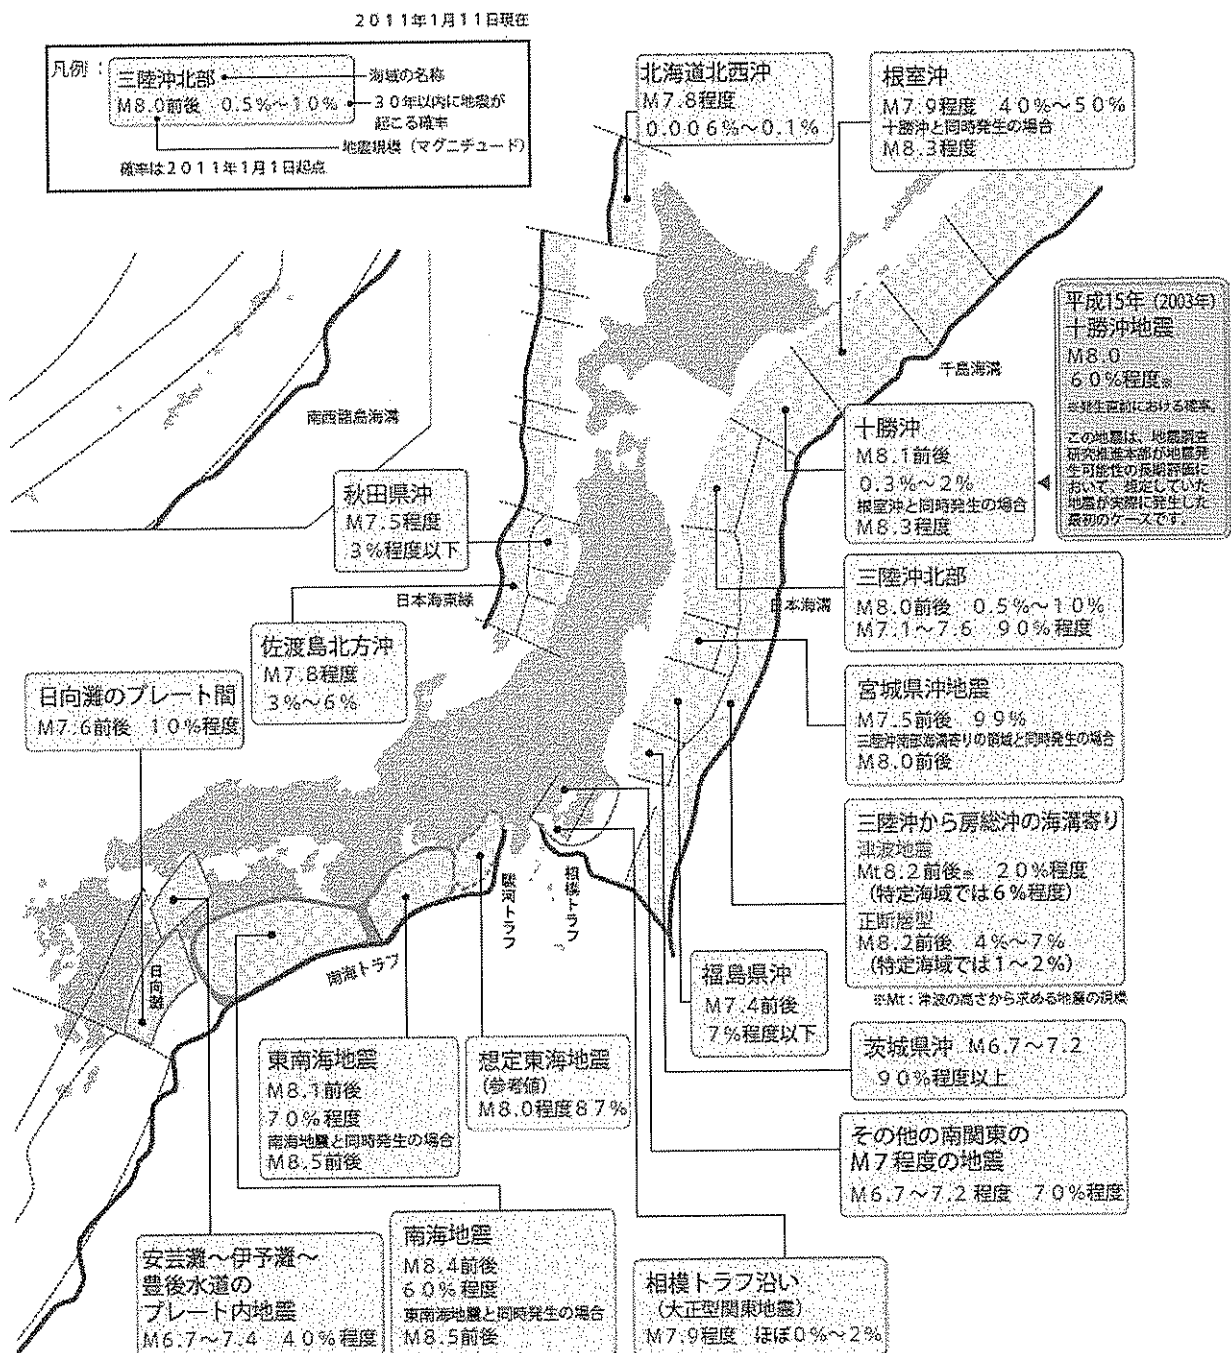 2011年1月11日現在
凡例：
三陸沖北部
M8.0前後　0.5%～10%
海域の名称
30年以内に地震が
起こる確率
地震規模（マグニチュード）
確率は2011年1月1日起点
北海道北西沖
M7.8程度
0.006%～0.1%
根室沖
M7.9程度　40%～50%
十勝沖と同時発生の場合
M8.3程度
平成15年（2003年）
十勝沖地震
M8.0
60%程度※
※発生直前における確率。
この地震は、地震調査
研究推進本部が地震発
生可能性の長期評価に
おいて、想定していた
地震が実際に発生した
最初のケースです。
千島海溝
南西諸島海溝
十勝沖
M8.1前後
0.3%～2%
根室沖と同時発生の場合
M8.3程度
秋田県沖
M7.5程度
3%程度以下
三陸沖北部
M8.0前後　0.5%～10%
M7.1～7.6　90%程度
日本海東縁
日本海溝
佐渡島北方沖
M7.8程度
3%～6%
宮城県沖地震
M7.5前後　99%
三陸沖南部海溝寄りの領域と同時発生の場合
M8.0前後
日向灘のプレート間
M7.6前後　10%程度
三陸沖から房総沖の海溝寄り
津波地震
Mt8.2前後※　20%程度
（特定海域では6%程度）
正断層型
M8.2前後　4%～7%
（特定海域では1～2%）
※Mt：津波の高さから求める地震の規模
駿河トラフ
相模トラフ
南海トラフ
日向灘
福島県沖
M7.4前後
7%程度以下
茨城県沖　M6.7～7.2
90%程度以上
東南海地震
M8.1前後
70%程度
南海地震と同時発生の場合
M8.5前後
想定東海地震
（参考値）
M8.0程度87%
その他の南関東の
M7程度の地震
M6.7～7.2程度　70%程度
安芸灘～伊予灘～
豊後水道の
プレート内地震
M6.7～7.4　40%程度
南海地震
M8.4前後
60%程度
東南海地震と同時発生の場合
M8.5前後
相模トラフ沿い
（大正型関東地震）
M7.9程度　ほぼ0%～2%